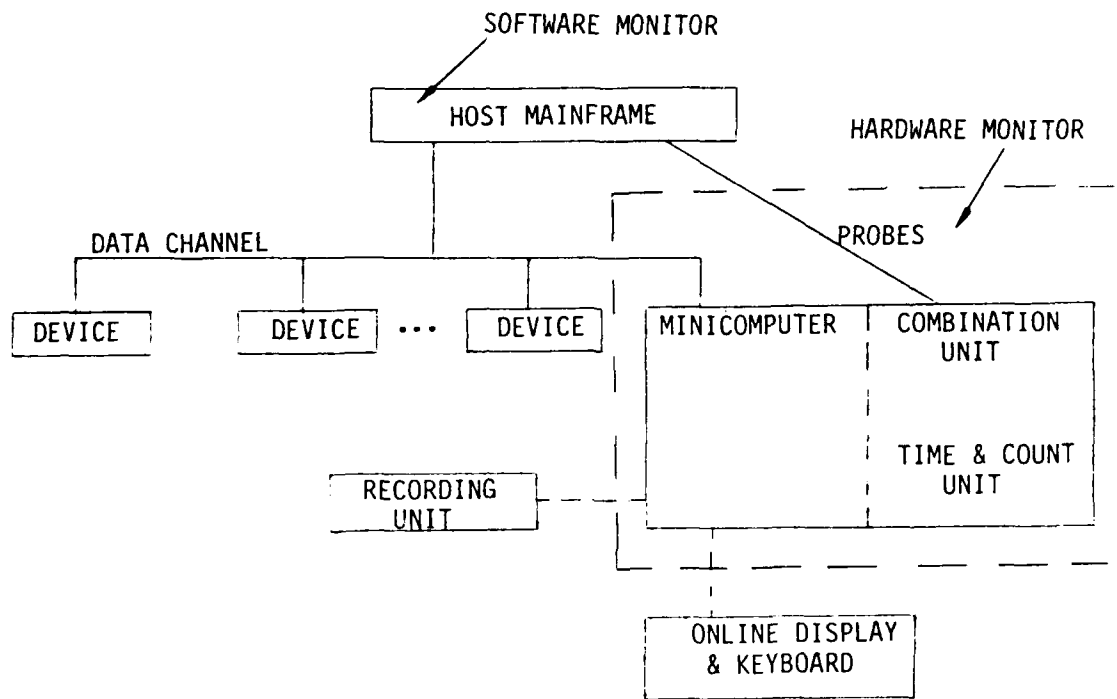 SOFTWARE MONITOR
HOST MAINFRAME
HARDWARE MONITOR
DATA CHANNEL
PROBES
DEVICE
DEVICE
•••
DEVICE
MINICOMPUTER
COMBINATION
UNIT
TIME & COUNT
UNIT
RECORDING
UNIT
ONLINE DISPLAY
& KEYBOARD